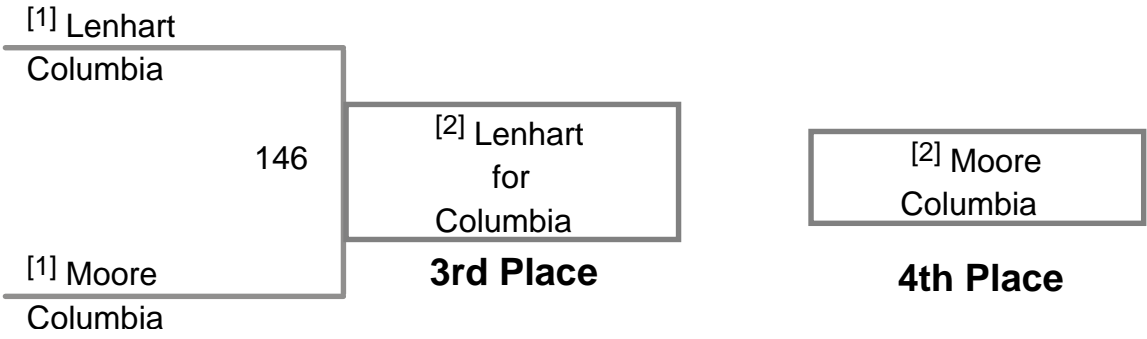 [1] Lenhart
Columbia
146
[2] Lenhart
for
Columbia
3rd Place
[1] Moore
Columbia
[2] Moore
Columbia
4th Place